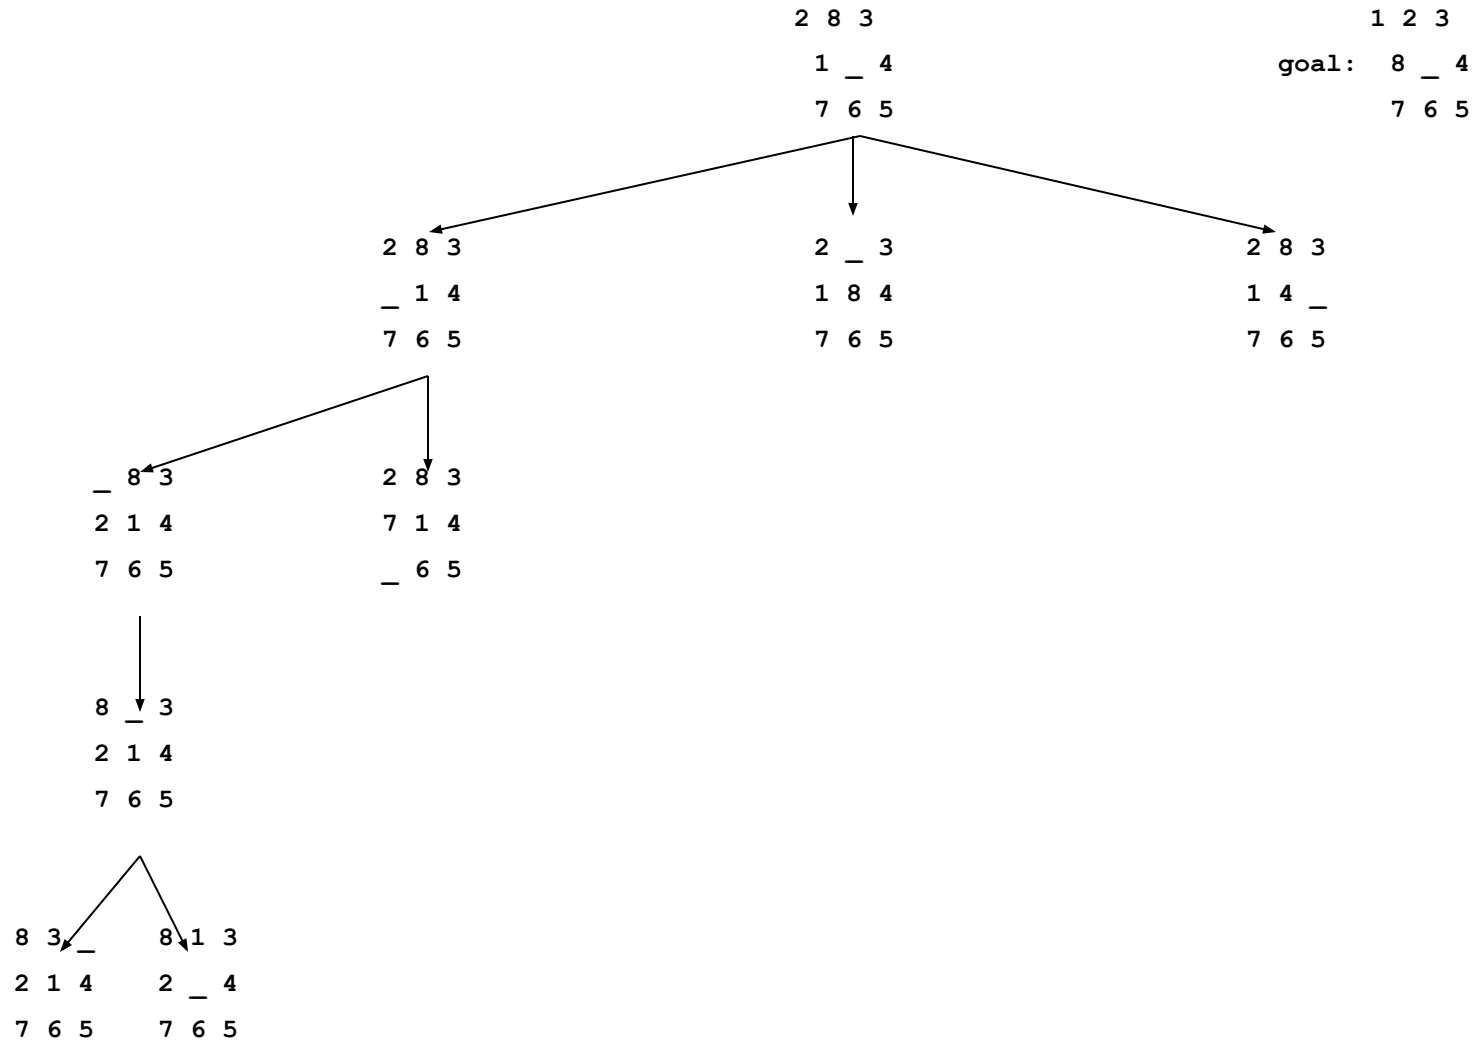 2 8 3 1 2 3
1 _ 4 goal: 8 _ 4
7 6 5 7 6 5
2 8 3 2 _ 3 2 8 3
_ 1 4 1 8 4 1 4 _
7 6 5 7 6 5 7 6 5
_ 8 3 2 8 3
2 1 4 7 1 4
7 6 5 _ 6 5
8 _ 3
2 1 4
7 6 5
8 3 _ 8 1 3
2 1 4 2 _ 4
7 6 5 7 6 5